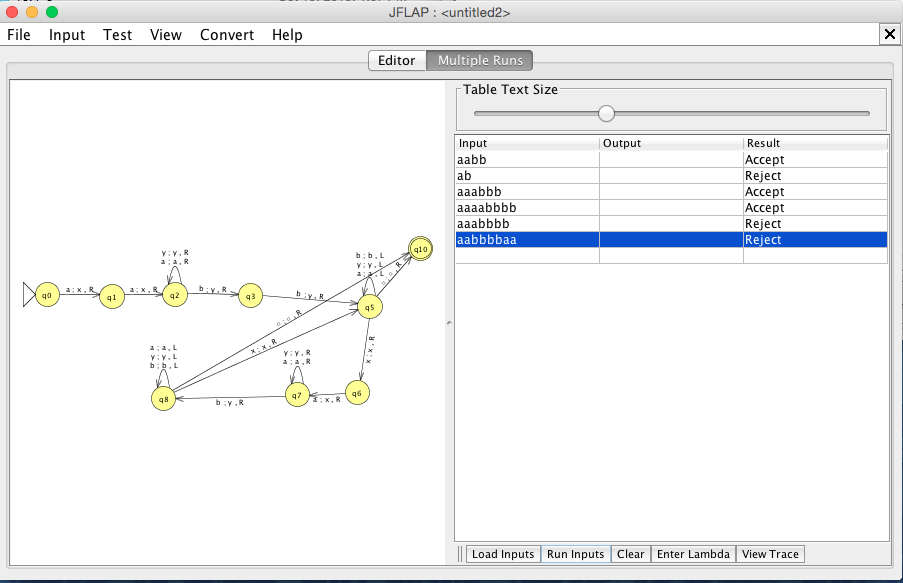 JFLAP : <untitled2>
File Input Test View Convert Help
Editor Multiple Runs
Table Text Size
Input Output Result
aabb Accept
ab Reject
aaabbb Accept
aaaabbbb Accept
aaabbbb Reject
aabbbbaa Reject
q10
y ; y , R
a ; a , R
b ; b , L
y ; y , L
a ; a , L
□ ; □ , R
q0
a ; x , R
q1
a ; x , R
q2
b ; y , R
q3
b ; y , R
q5
□ ; □ , R
x ; x , R
x ; x , R
a ; a , L
y ; y , L
b ; b , L
y ; y , R
a ; a , R
q8
b ; y , R
q7
a ; x , R
q6
Load Inputs Run Inputs Clear Enter Lambda View Trace